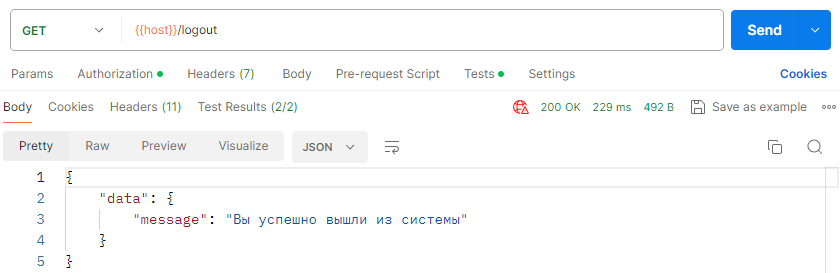 GET {{host}}/logout Send
Params Authorization Headers (7) Body Pre-request Script Tests Settings Cookies
Body Cookies Headers (11) Test Results (2/2) 200 OK 229 ms 492 B Save as example
Pretty Raw Preview Visualize JSON
1 {
2 "data": {
3 "message": "Вы успешно вышли из системы"
4 }
5 }